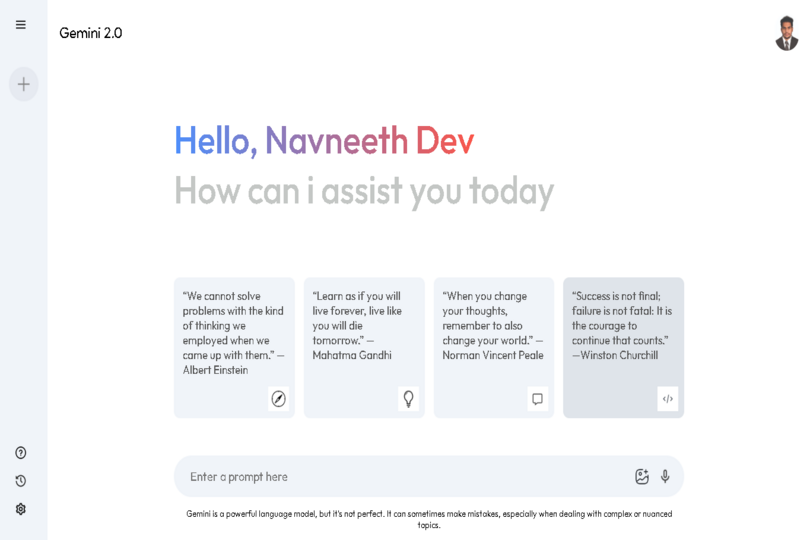 Gemini 2.0
Hello, Navneeth Dev
How can i assist you today
“We cannot solve
problems with the kind
of thinking we
employed when we
came up with them.” —
Albert Einstein
“Learn as if you will
live forever, live like
you will die
tomorrow.” —
Mahatma Gandhi
“When you change
your thoughts,
remember to also
change your world.” —
Norman Vincent Peale
“Success is not final;
failure is not fatal: It is
the courage to
continue that counts.”
—Winston Churchill
Enter a prompt here
Gemini is a powerful language model, but it's not perfect. It can sometimes make mistakes, especially when dealing with complex or nuanced
topics.